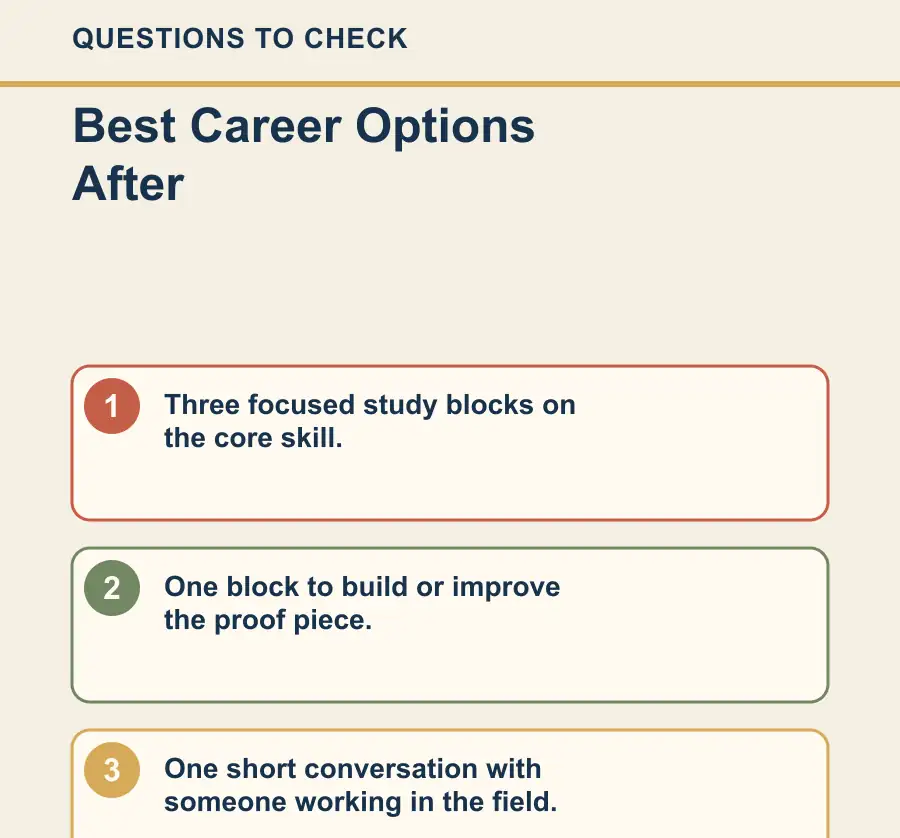 QUESTIONS TO CHECK
Best Career Options
After
1
Three focused study blocks on
the core skill.
2
One block to build or improve
the proof piece.
3
One short conversation with
someone working in the field.